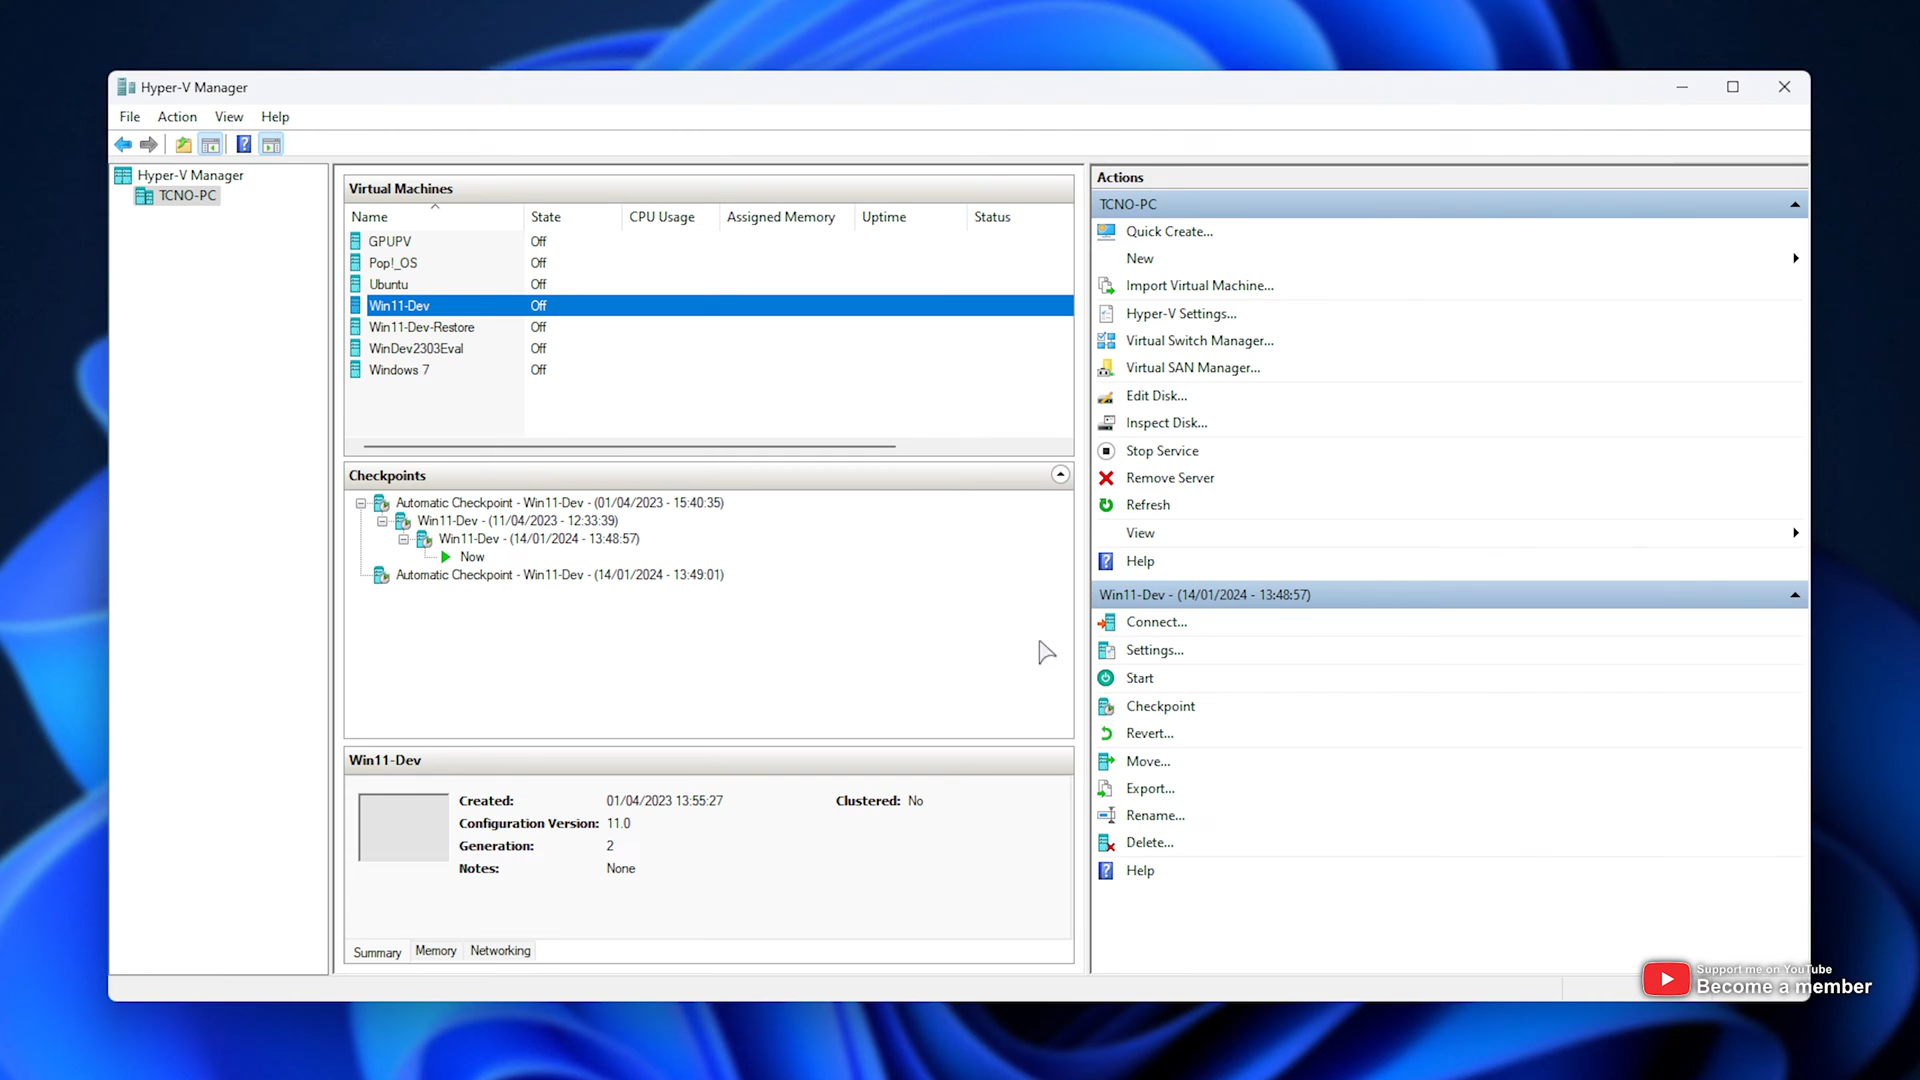 Hyper-V Manager
File Action View Help
Hyper-V Manager
TCNO-PC
Virtual Machines
Name State CPU Usage Assigned Memory Uptime Status
GPUPV Off
Pop!_OS Off
Ubuntu Off
Win11-Dev Off
Win11-Dev-Restore Off
WinDev2303Eval Off
Windows 7 Off
Checkpoints
Automatic Checkpoint - Win11-Dev - (01/04/2023 - 15:40:35)
Win11-Dev - (11/04/2023 - 12:33:39)
Win11-Dev - (14/01/2024 - 13:48:57)
Now
Automatic Checkpoint - Win11-Dev - (14/01/2024 - 13:49:01)
Win11-Dev
Created: 01/04/2023 13:55:27 Clustered: No
Configuration Version: 11.0
Generation: 2
Notes: None
Summary Memory Networking
Actions
TCNO-PC
Quick Create...
New
Import Virtual Machine...
Hyper-V Settings...
Virtual Switch Manager...
Virtual SAN Manager...
Edit Disk...
Inspect Disk...
Stop Service
Remove Server
Refresh
View
Help
Win11-Dev - (14/01/2024 - 13:48:57)
Connect...
Settings...
Start
Checkpoint
Revert...
Move...
Export...
Rename...
Delete...
Help
Support me on YouTube
Become a member